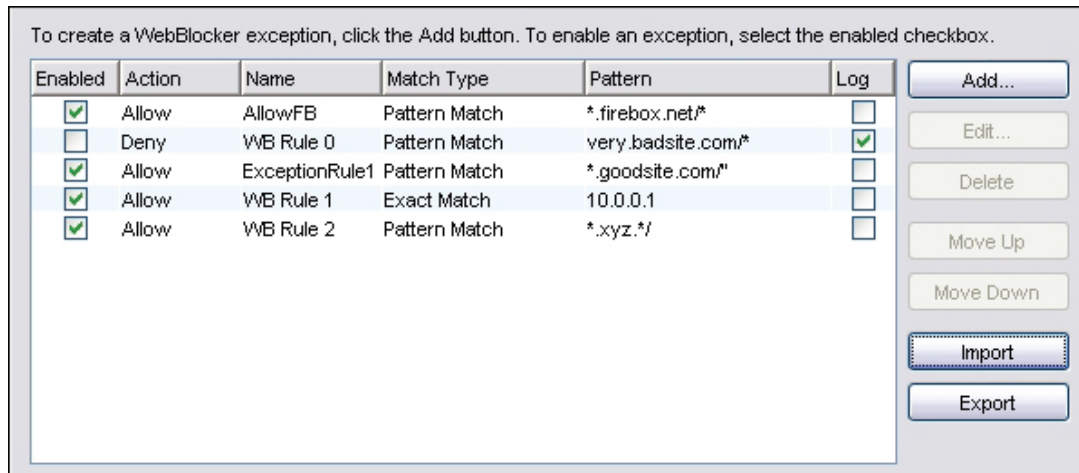 To create a WebBlocker exception, click the Add button. To enable an exception, select the enabled checkbox.
Enabled Action Name Match Type Pattern Log
Allow AllowFB Pattern Match *.firebox.net/*
Deny WB Rule 0 Pattern Match very.badsite.com/*
Allow ExceptionRule1 Pattern Match *.goodsite.com/"
Allow WB Rule 1 Exact Match 10.0.0.1
Allow WB Rule 2 Pattern Match *.xyz.*/
Add...
Edit...
Delete
Move Up
Move Down
Import
Export